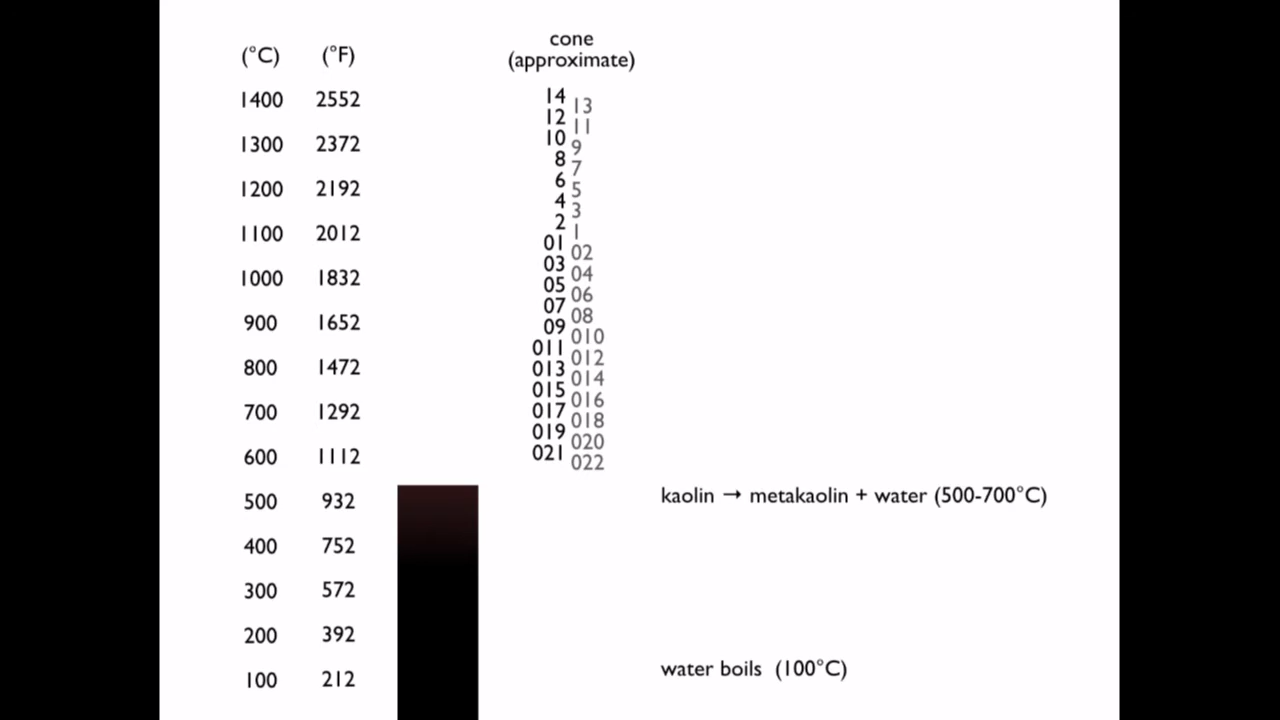 cone
(°C) (°F) (approximate)
1400 2552 14
13
12
11
1300 2372 10
9
8
7
1200 2192 6
5
4
3
2
1100 2012 1
01
02
03
1000 1832 04
05
06
07
900 1652 08
09
010
011
012
800 1472 013
014
015
016
700 1292 017
018
019
020
600 1112 021
022
500 932 kaolin → metakaolin + water (500-700°C)
400 752
300 572
200 392
100 212 water boils (100°C)